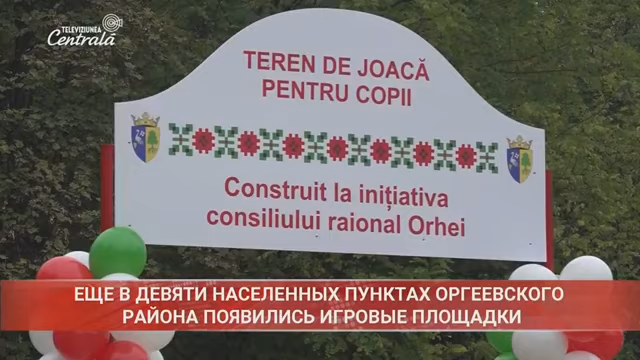 TELEVIZIUNEA
Centrală
TEREN DE JOACĂ
PENTRU COPII
Construit la inițiativa
consiliului raional Orhei
ЕЩЕ В ДЕВЯТИ НАСЕЛЕННЫХ ПУНКТАХ ОРГЕЕВСКОГО
РАЙОНА ПОЯВИЛИСЬ ИГРОВЫЕ ПЛОЩАДКИ